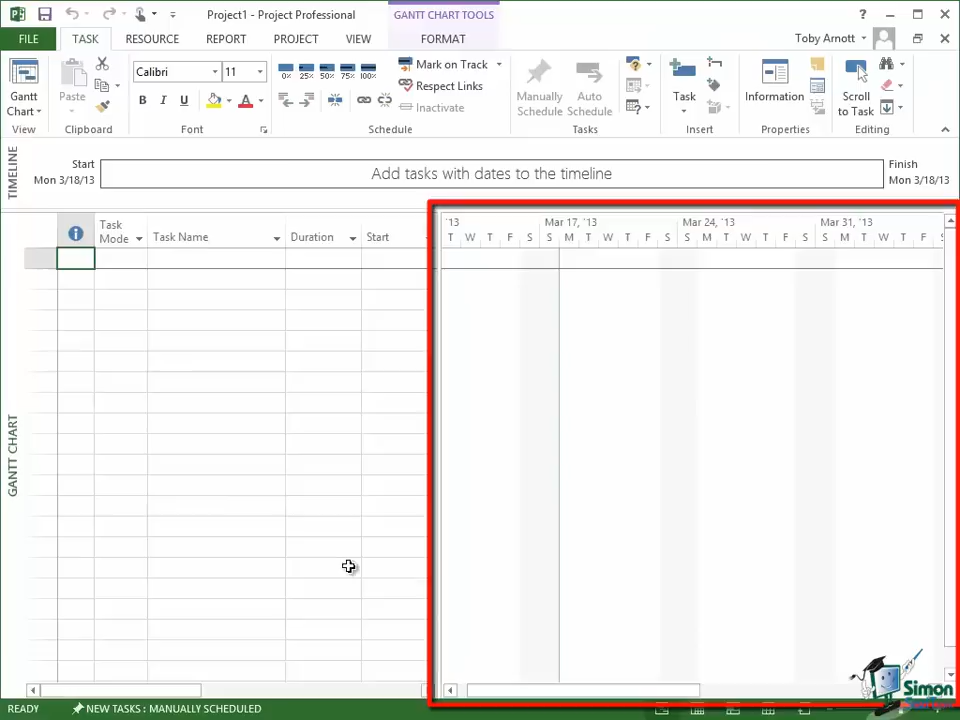 Project1 - Project Professional
GANTT CHART TOOLS
?
FILE
TASK
RESOURCE
REPORT
PROJECT
VIEW
FORMAT
Toby Arnott
Gantt
Chart
View
Paste
Clipboard
Calibri
11
B I U
A
Font
0% 25% 50% 75% 100%
Mark on Track
Respect Links
Inactivate
Schedule
Manually
Schedule
Auto
Schedule
Tasks
Task
Insert
Information
Properties
Scroll
to Task
Editing
TIMELINE
Start
Mon 3/18/13
Add tasks with dates to the timeline
Finish
Mon 3/18/13
Task
Mode
Task Name
Duration
Start
'13
Mar 17, '13
Mar 24, '13
Mar 31, '13
T W T F S S M T W T F S S M T W T F S S M T W T F S
GANTT CHART
READY
NEW TASKS : MANUALLY SCHEDULED
Simon